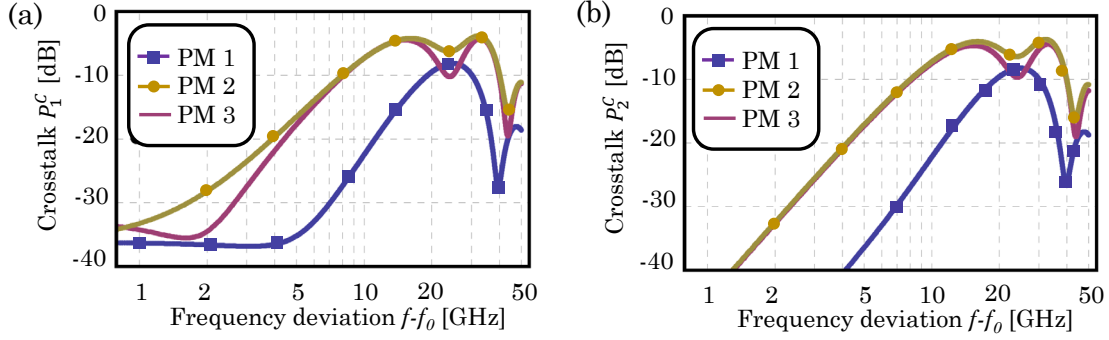 (a)
Crosstalk P₁ᶜ [dB]
0
-10
-20
-30
-40
PM 1
PM 2
PM 3
1 2 5 10 20 50
Frequency deviation f-f₀ [GHz]
(b)
Crosstalk P₂ᶜ [dB]
0
-10
-20
-30
-40
PM 1
PM 2
PM 3
1 2 5 10 20 50
Frequency deviation f-f₀ [GHz]